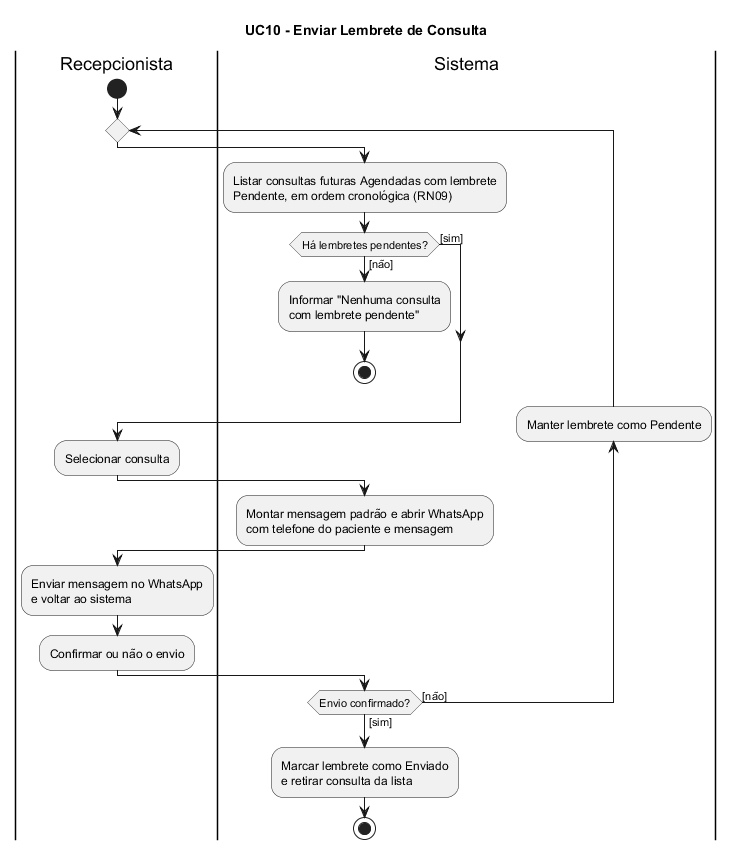 UC10 - Enviar Lembrete de Consulta
Recepcionista
Sistema
Listar consultas futuras Agendadas com lembrete
Pendente, em ordem cronológica (RN09)
Há lembretes pendentes?
[sim]
[não]
Informar "Nenhuma consulta
com lembrete pendente"
Manter lembrete como Pendente
Selecionar consulta
Montar mensagem padrão e abrir WhatsApp
com telefone do paciente e mensagem
Enviar mensagem no WhatsApp
e voltar ao sistema
Confirmar ou não o envio
Envio confirmado?
[não]
[sim]
Marcar lembrete como Enviado
e retirar consulta da lista